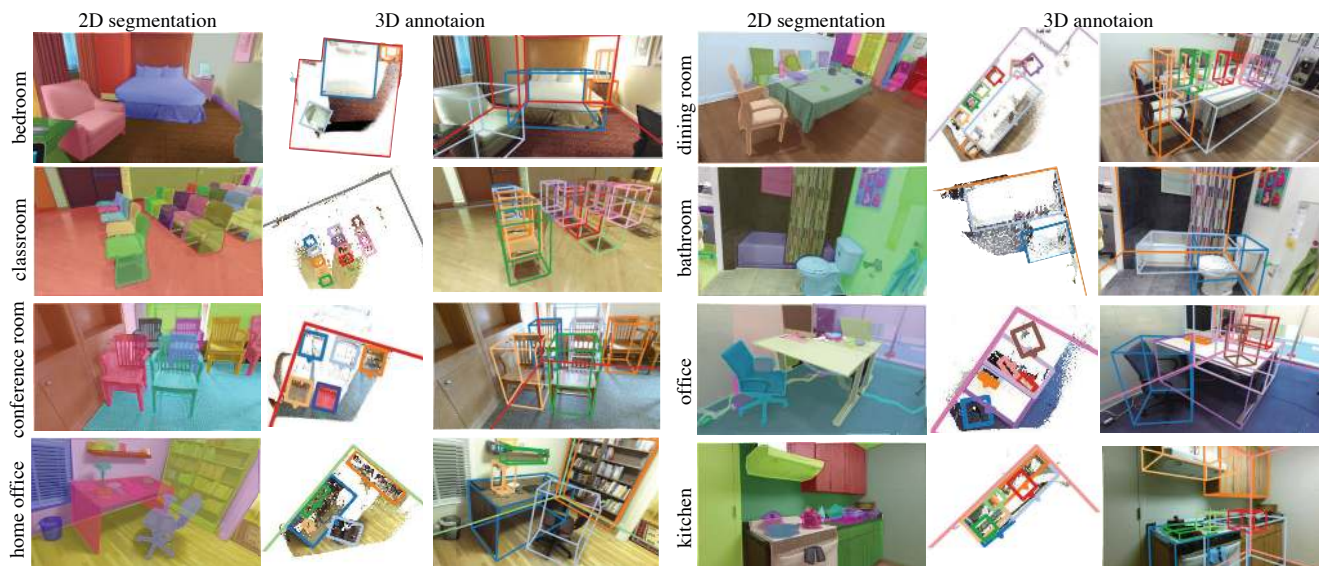 2D segmentation
3D annotaion
2D segmentation
3D annotaion
bedroom
dining room
classroom
bathroom
conference room
office
home office
kitchen